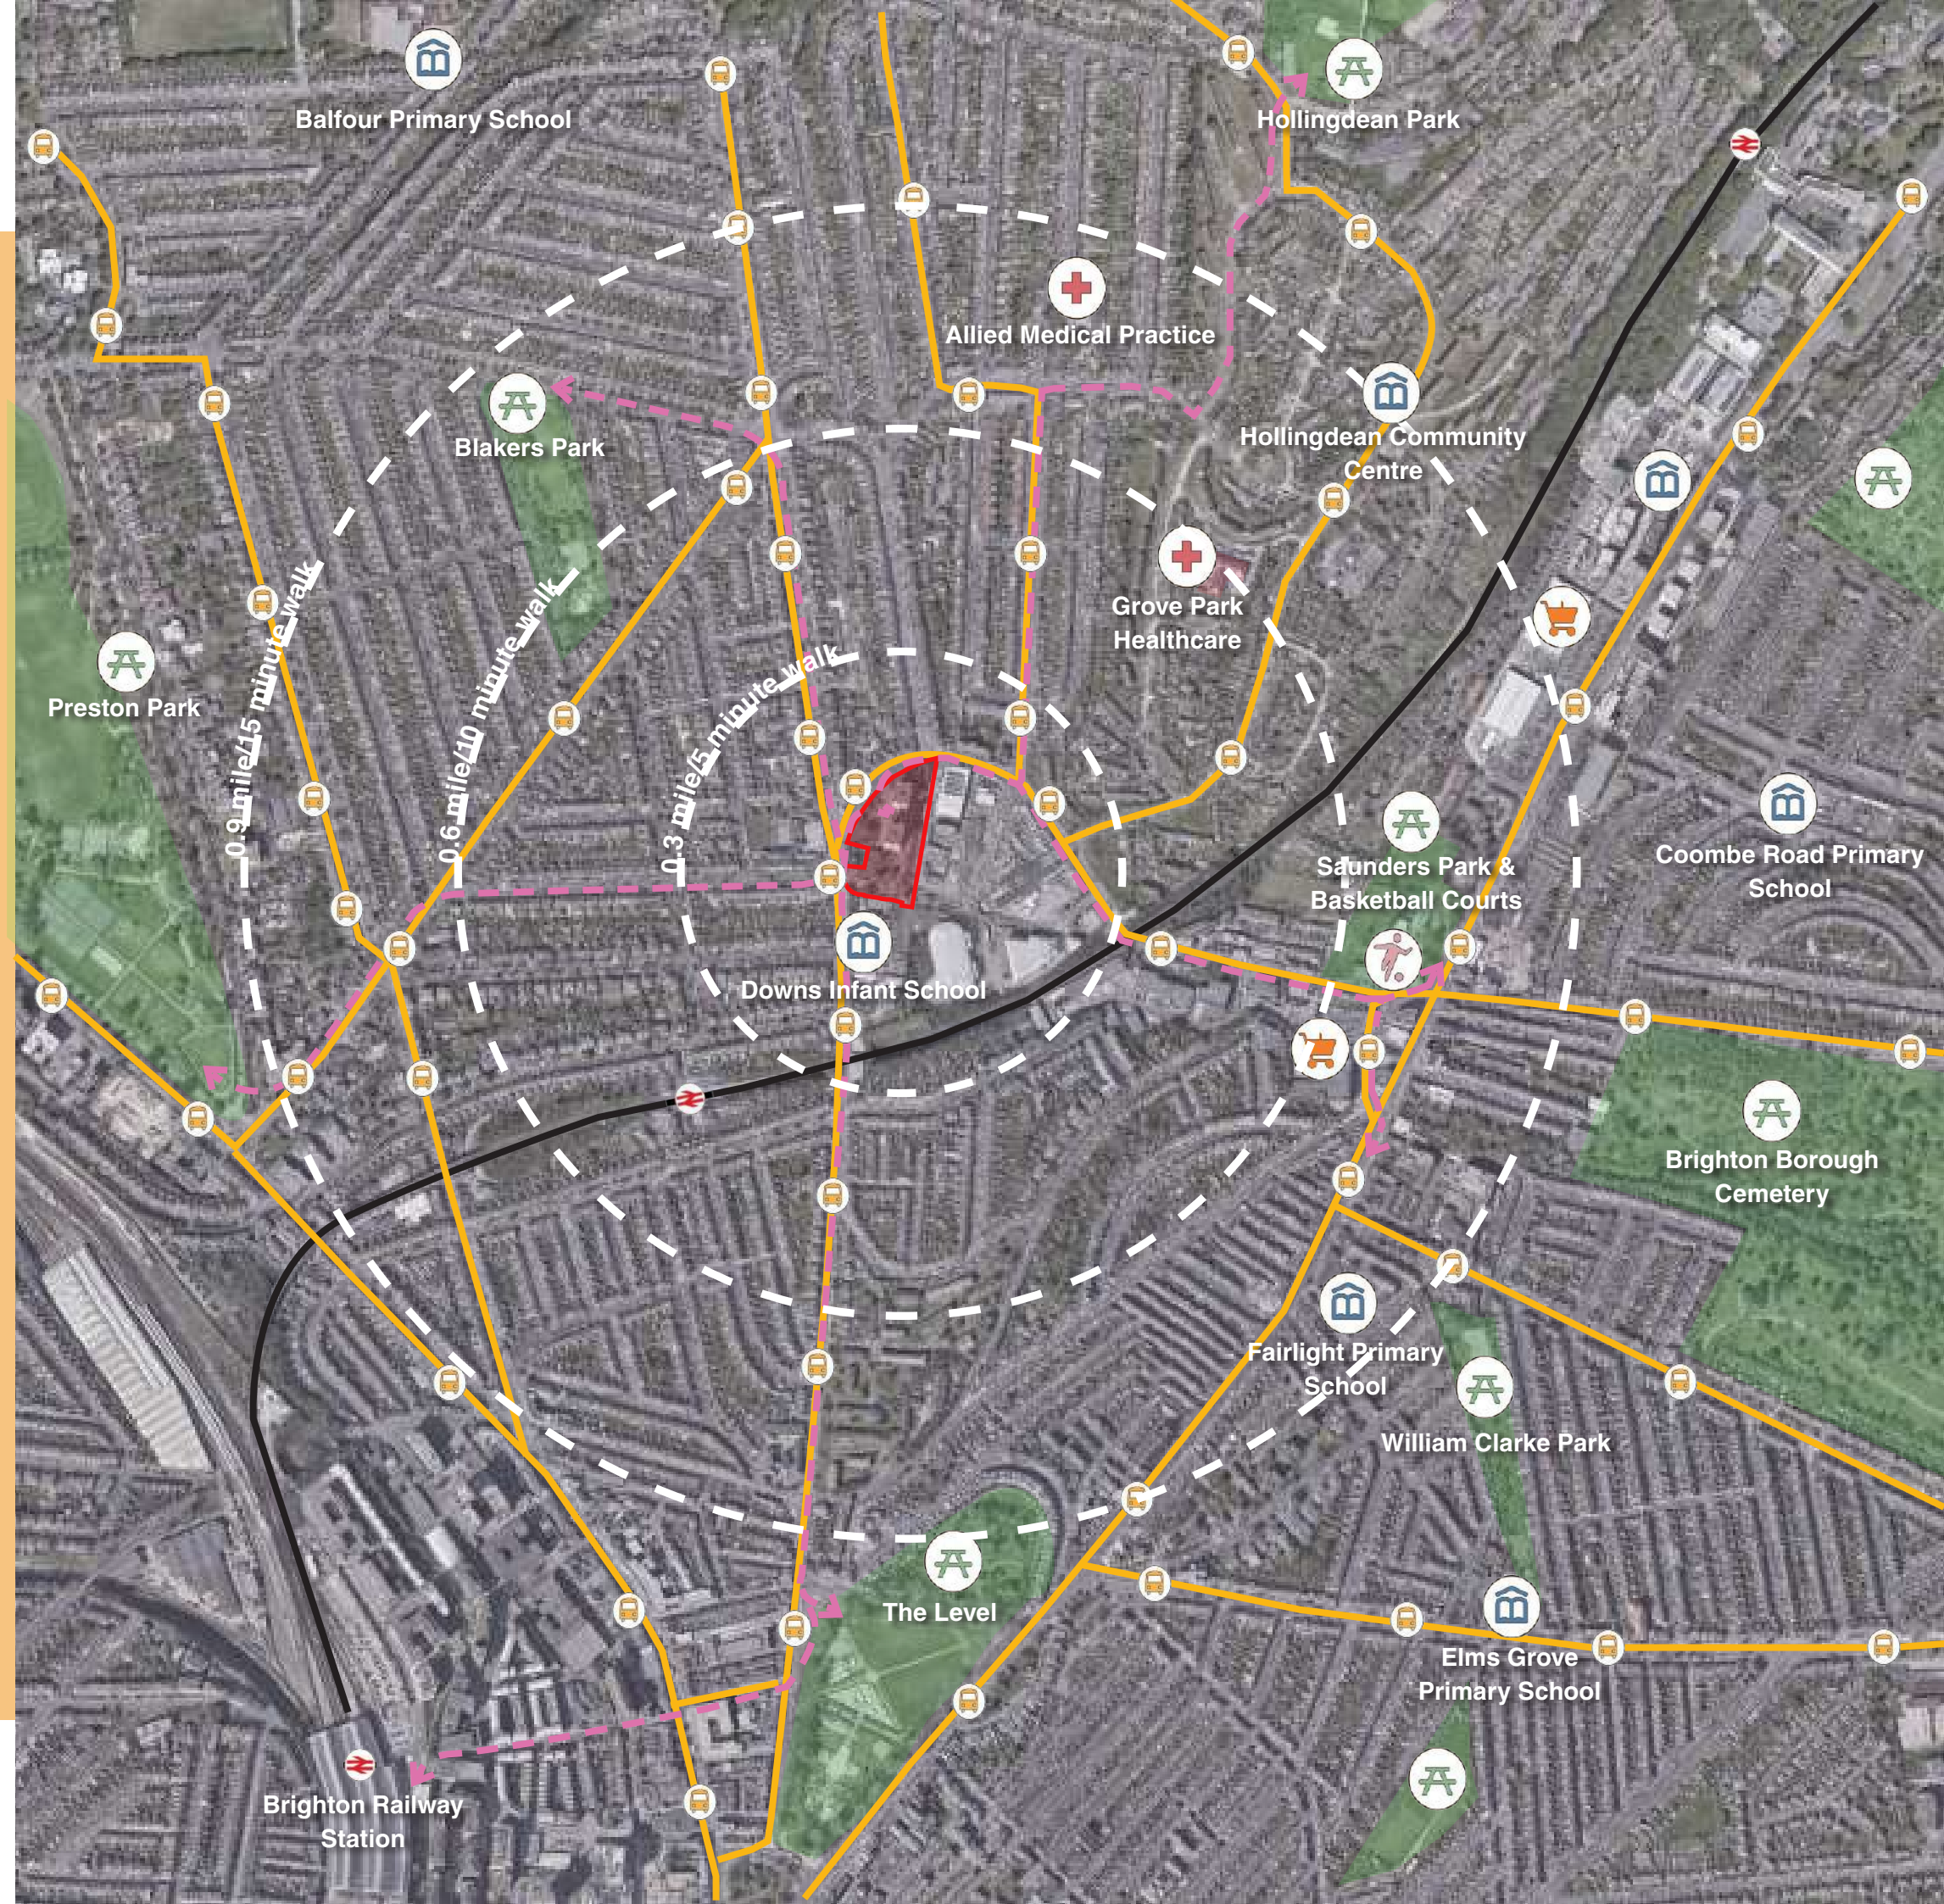 Balfour Primary School
Hollingdean Park
Allied Medical Practice
Blakers Park
Hollingdean Community
Centre
Grove Park
Healthcare
Preston Park
0.9mile/15 minute walk
0.6 mile/10 minute walk
0.3 mile/5 minute walk
Saunders Park &
Basketball Courts
Coombe Road Primary
School
Downs Infant School
Brighton Borough
Cemetery
Fairlight Primary
School
William Clarke Park
The Level
Elms Grove
Primary School
Brighton Railway
Station